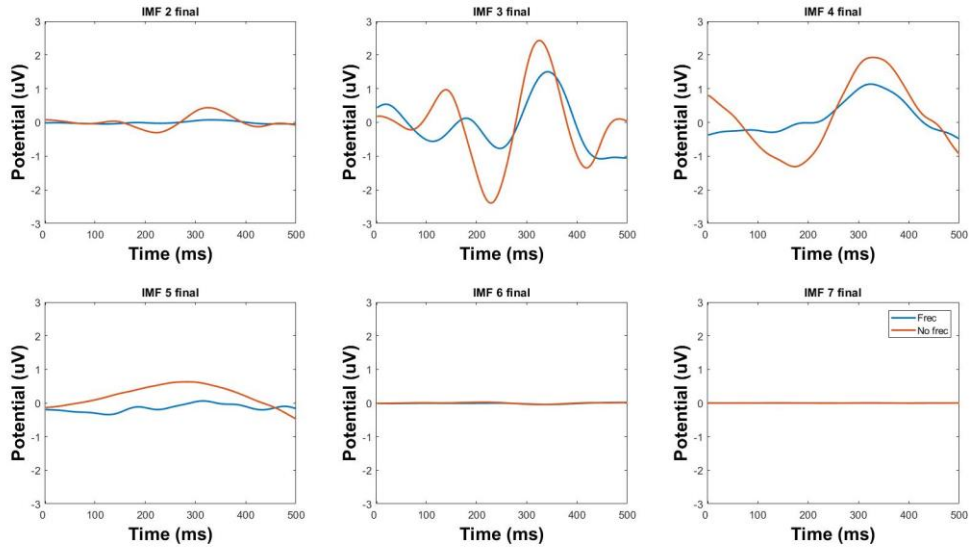 IMF 2 final
IMF 3 final
IMF 4 final
Potential (uV)
3
2
1
0
-1
-2
-3
0 100 200 300 400 500
Time (ms)
Potential (uV)
3
2
1
0
-1
-2
-3
0 100 200 300 400 500
Time (ms)
Potential (uV)
3
2
1
0
-1
-2
-3
0 100 200 300 400 500
Time (ms)
IMF 5 final
IMF 6 final
IMF 7 final
Potential (uV)
3
2
1
0
-1
-2
-3
0 100 200 300 400 500
Time (ms)
Potential (uV)
3
2
1
0
-1
-2
-3
0 100 200 300 400 500
Time (ms)
Potential (uV)
3
2
1
0
-1
-2
-3
0 100 200 300 400 500
Time (ms)
Frec
No frec